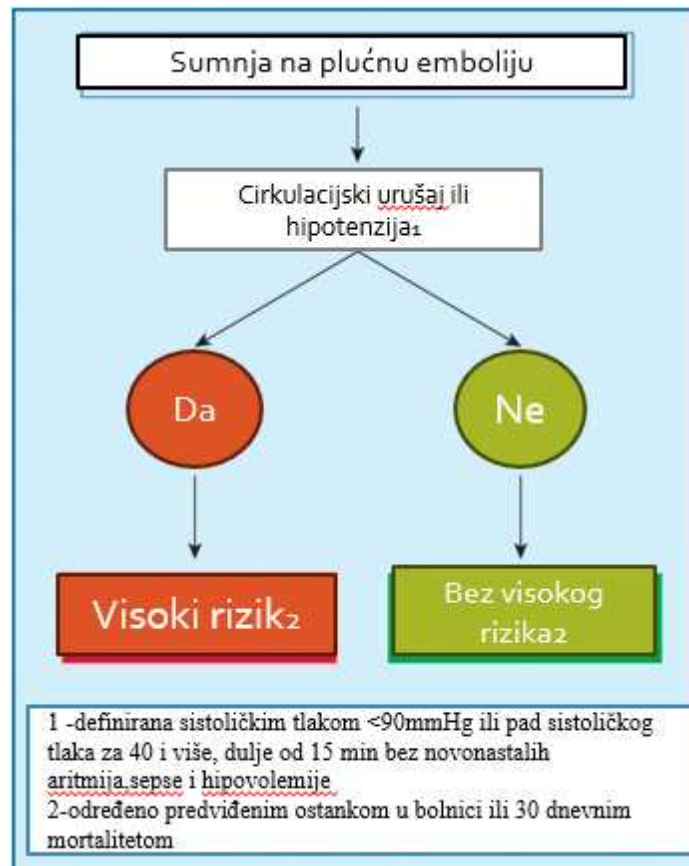 Sumnja na plućnu emboliju
Cirkulacijski urušaj ili
hipotenzija₁
Da
Ne
Visoki rizik₂
Bez visokog
rizika₂
1 -definirana sistoličkim tlakom <90mmHg ili pad sistoličkog
tlaka za 40 i više, dulje od 15 min bez novonastalih
aritmija,sepse i hipovolemije
2-određeno predviđenim ostankom u bolnici ili 30 dnevnim
mortalitetom